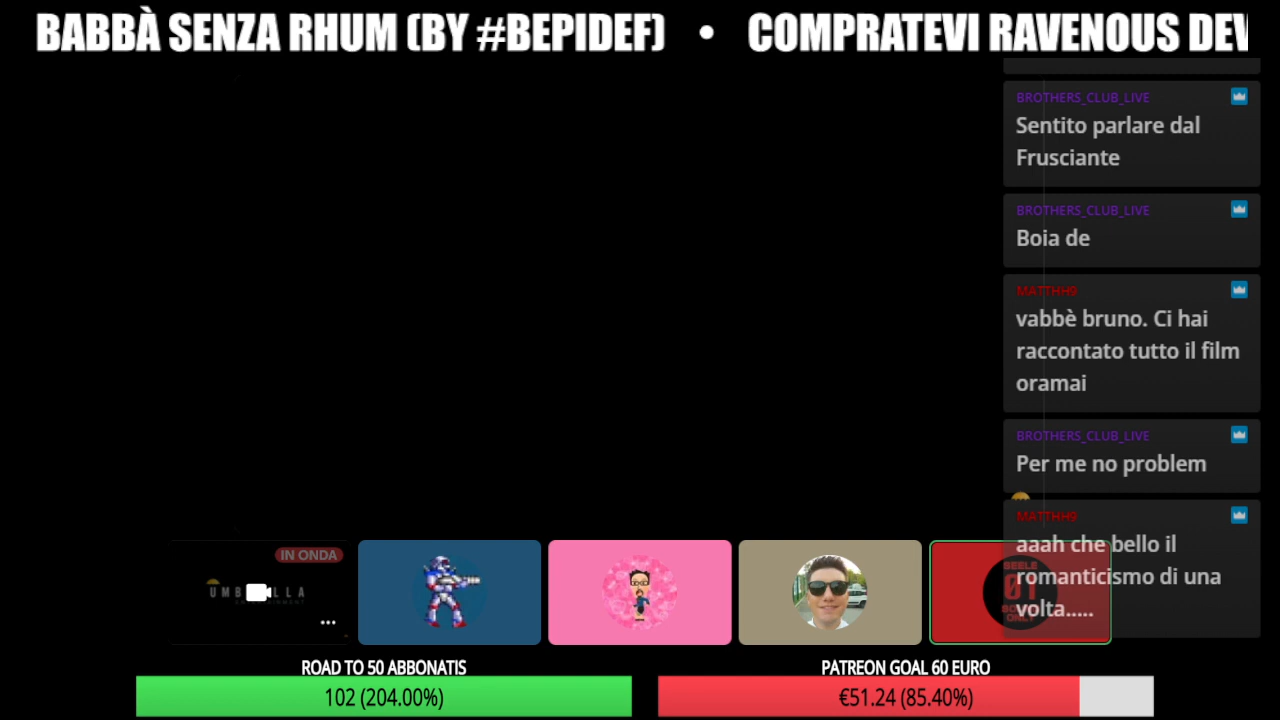 BABBÀ SENZA RHUM (BY #BEPIDEF) • COMPRATEVI RAVENOUS DEV
BROTHERS_CLUB_LIVE
Sentito parlare dal
Frusciante
BROTHERS_CLUB_LIVE
Boia de
MATTHH9
vabbè bruno. Ci hai
raccontato tutto il film
oramai
BROTHERS_CLUB_LIVE
Per me no problem
MATTHH9
aaah che bello il
romanticismo di una
volta.....
IN ONDA
BEELE
01
ONLY
ROAD TO 50 ABBONATIS
102 (204.00%)
PATREON GOAL 60 EURO
€51.24 (85.40%)